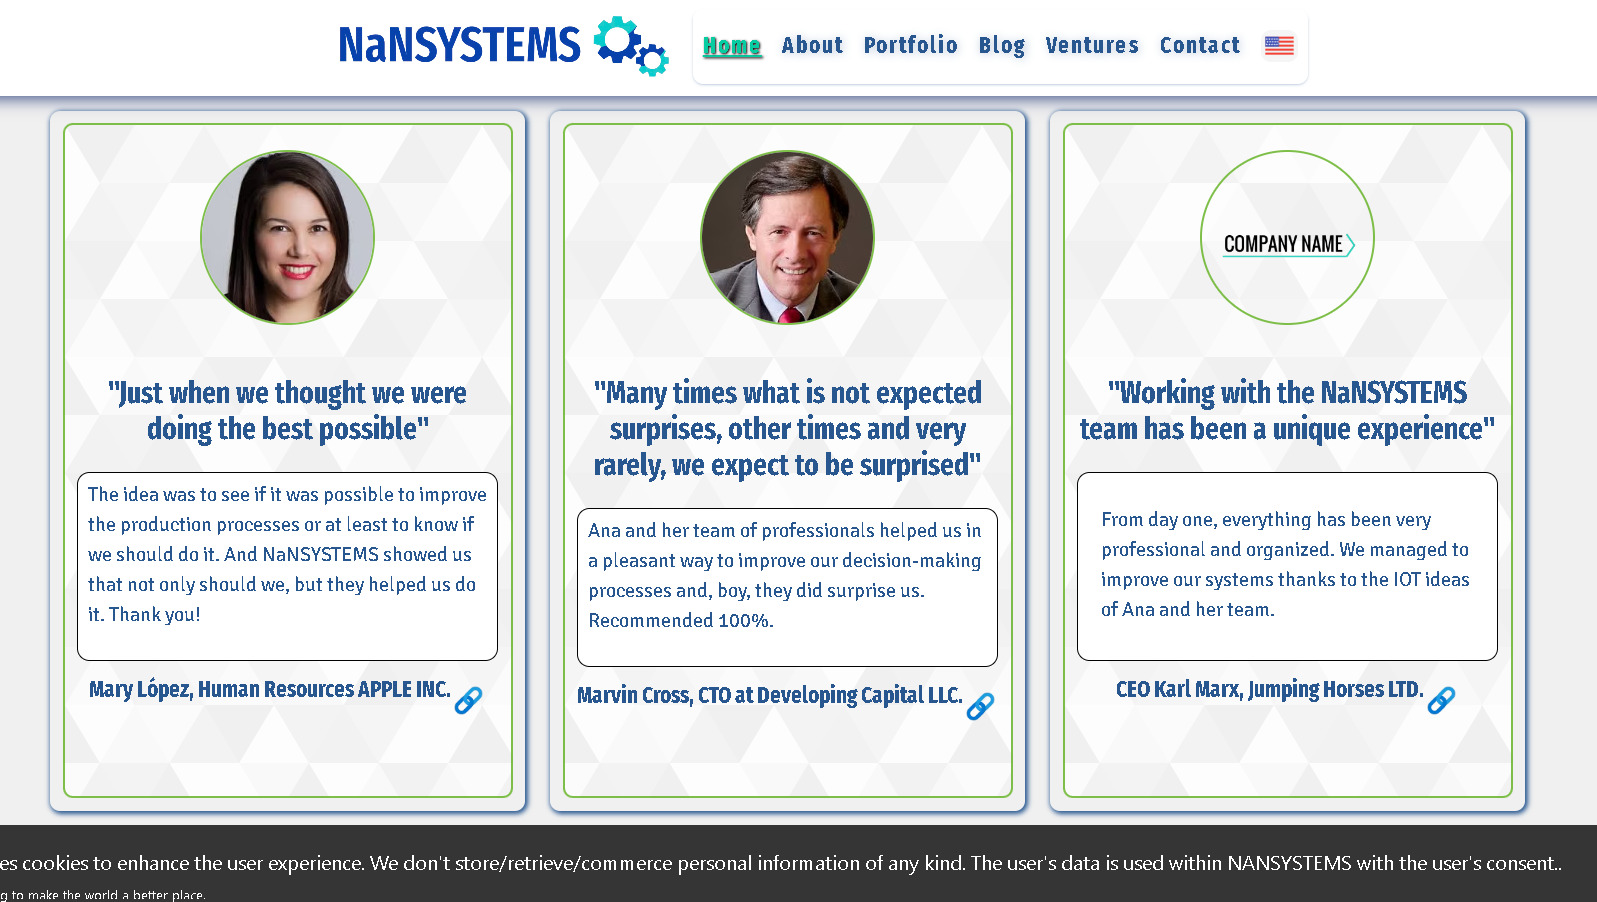 NaNSYSTEMS
Home About Portfolio Blog Ventures Contact
"Just when we thought we were
doing the best possible"
The idea was to see if it was possible to improve
the production processes or at least to know if
we should do it. And NaNSYSTEMS showed us
that not only should we, but they helped us do
it. Thank you!
Mary López, Human Resources APPLE INC.
"Many times what is not expected
surprises, other times and very
rarely, we expect to be surprised"
Ana and her team of professionals helped us in
a pleasant way to improve our decision-making
processes and, boy, they did surprise us.
Recommended 100%.
Marvin Cross, CTO at Developing Capital LLC.
COMPANY NAME
"Working with the NaNSYSTEMS
team has been a unique experience"
From day one, everything has been very
professional and organized. We managed to
improve our systems thanks to the IOT ideas
of Ana and her team.
CEO Karl Marx, Jumping Horses LTD.
es cookies to enhance the user experience. We don't store/retrieve/commerce personal information of any kind. The user's data is used within NANSYSTEMS with the user's consent..
g to make the world a better place.